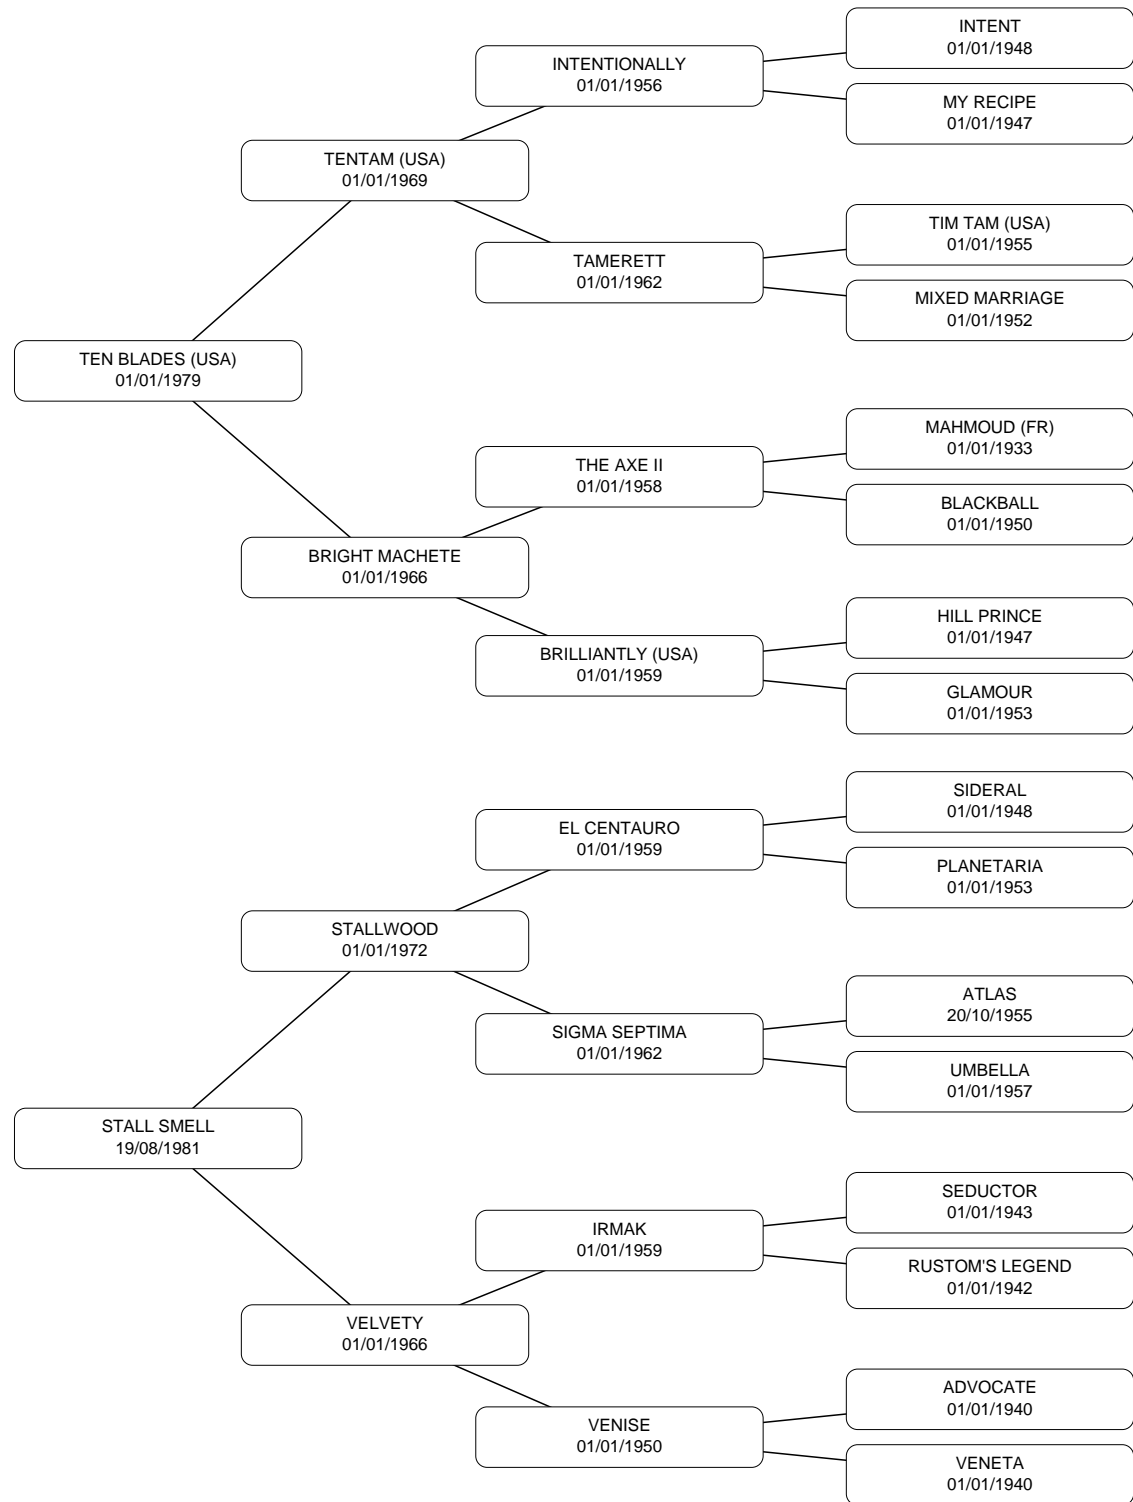 INTENT
01/01/1948
INTENTIONALLY
01/01/1956
MY RECIPE
01/01/1947
TENTAM (USA)
01/01/1969
TIM TAM (USA)
01/01/1955
TAMERETT
01/01/1962
MIXED MARRIAGE
01/01/1952
TEN BLADES (USA)
01/01/1979
MAHMOUD (FR)
01/01/1933
THE AXE II
01/01/1958
BLACKBALL
01/01/1950
BRIGHT MACHETE
01/01/1966
HILL PRINCE
01/01/1947
BRILLIANTLY (USA)
01/01/1959
GLAMOUR
01/01/1953
SIDERAL
01/01/1948
EL CENTAURO
01/01/1959
PLANETARIA
01/01/1953
STALLWOOD
01/01/1972
ATLAS
20/10/1955
SIGMA SEPTIMA
01/01/1962
UMBELLA
01/01/1957
STALL SMELL
19/08/1981
SEDUCTOR
01/01/1943
IRMAK
01/01/1959
RUSTOM'S LEGEND
01/01/1942
VELVETY
01/01/1966
ADVOCATE
01/01/1940
VENISE
01/01/1950
VENETA
01/01/1940